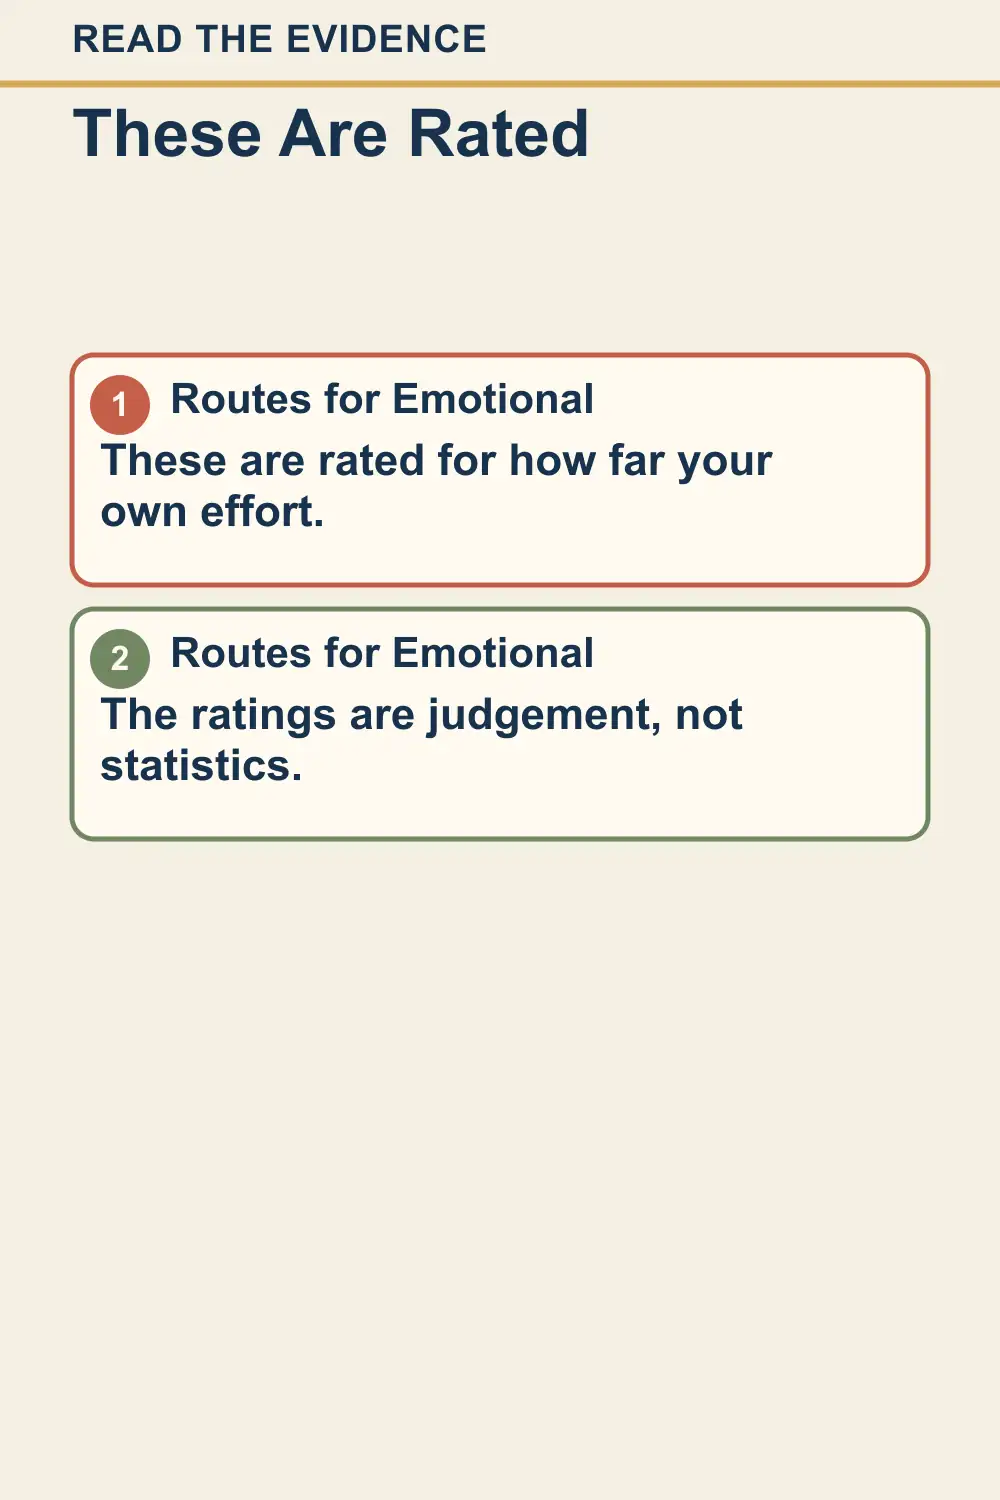 READ THE EVIDENCE
These Are Rated
1 Routes for Emotional
These are rated for how far your
own effort.
2 Routes for Emotional
The ratings are judgement, not
statistics.